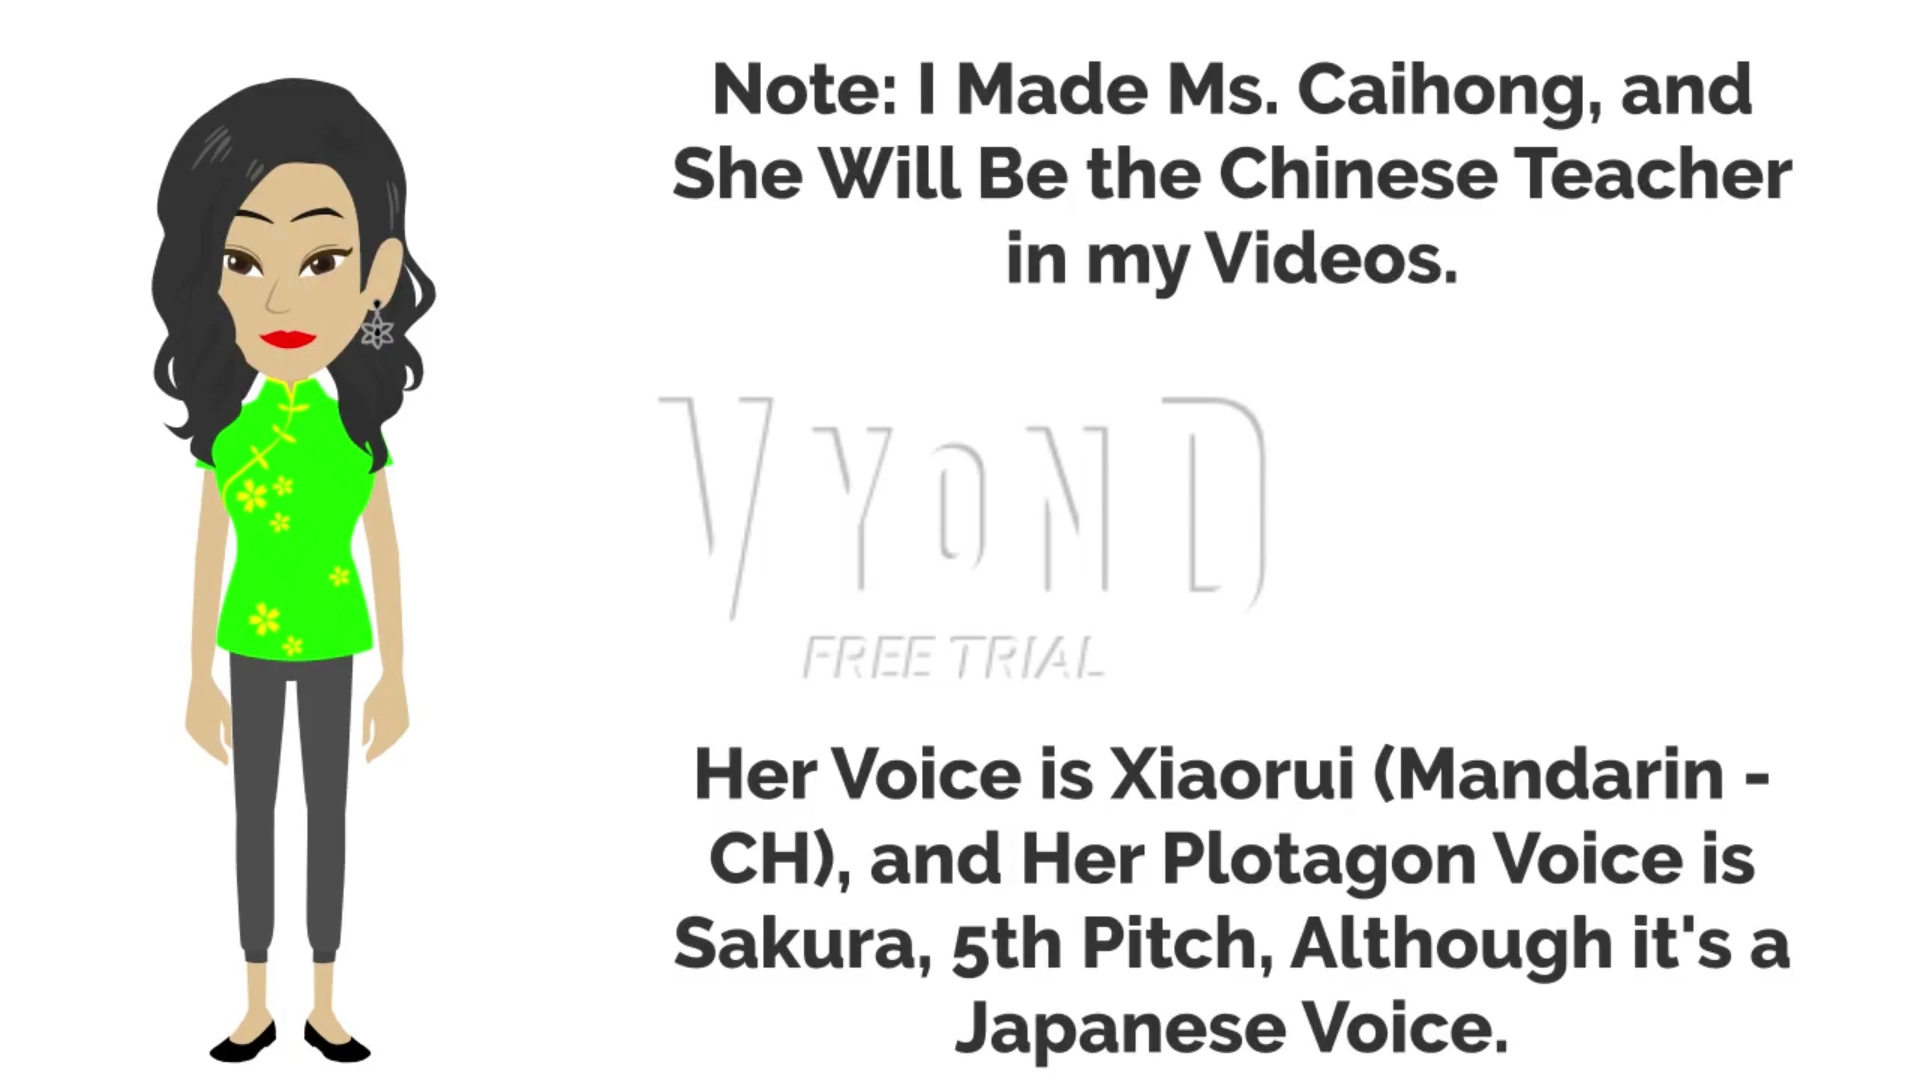 Note: I Made Ms. Caihong, and
She Will Be the Chinese Teacher
in my Videos.
VYOND
FREE TRIAL
Her Voice is Xiaorui (Mandarin -
CH), and Her Plotagon Voice is
Sakura, 5th Pitch, Although it's a
Japanese Voice.